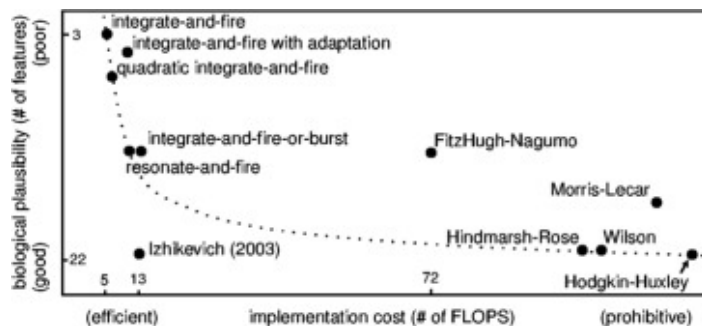 biological plausibility (# of features)
(good)
(poor)
3
22
integrate-and-fire
integrate-and-fire with adaptation
quadratic integrate-and-fire
integrate-and-fire-or-burst
resonate-and-fire
FitzHugh-Nagumo
Morris-Lecar
Izhikevich (2003)
Hindmarsh-Rose
Wilson
Hodgkin-Huxley
5
13
72
(efficient)
implementation cost (# of FLOPS)
(prohibitive)